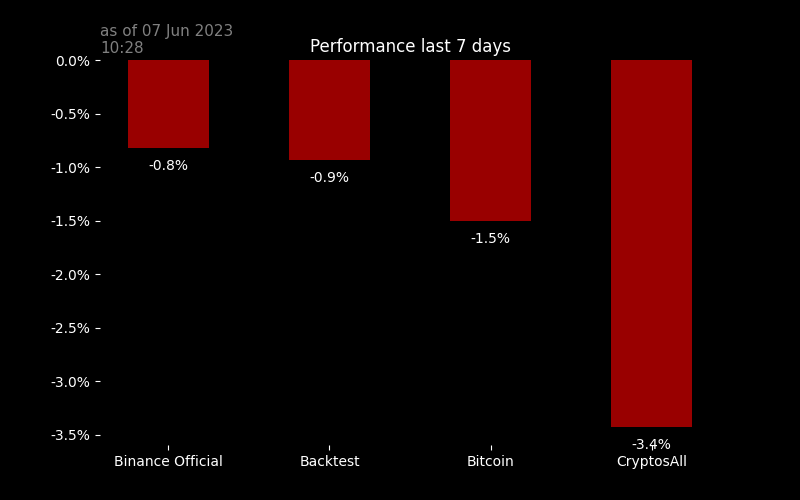 as of 07 Jun 2023
10:28
Performance last 7 days
0.0%
-0.5%
-1.0%
-1.5%
-2.0%
-2.5%
-3.0%
-3.5%
-0.8%
-0.9%
-1.5%
-3.4%
Binance Official
Backtest
Bitcoin
CryptosAll